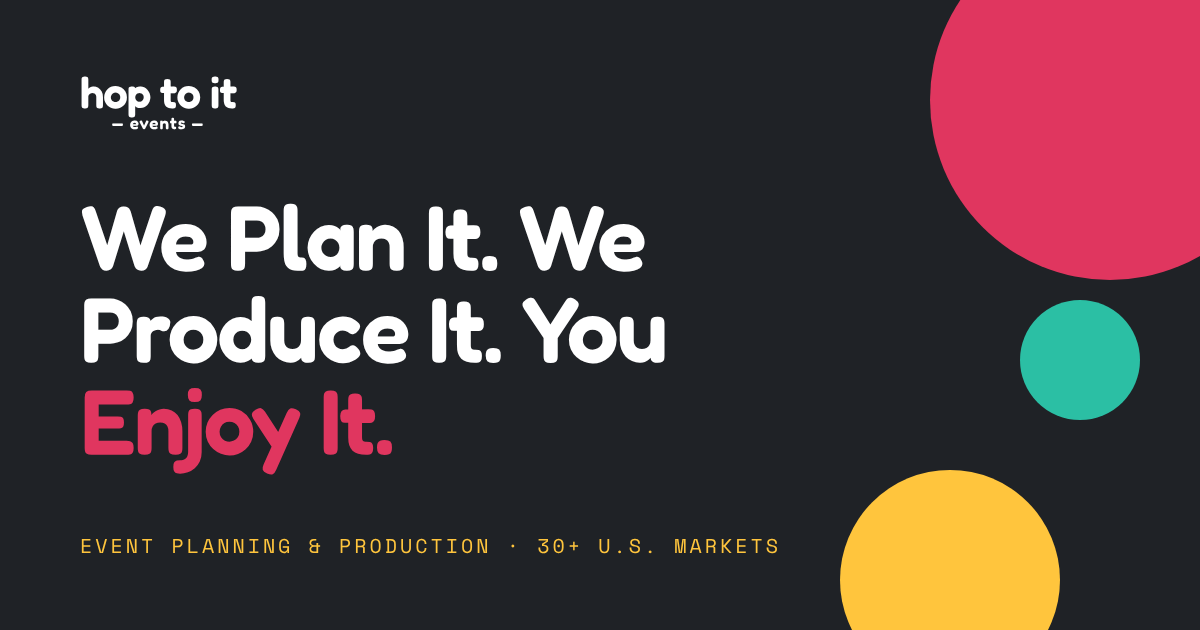 hop to it
– events –
We Plan It. We
Produce It. You
Enjoy It.
EVENT PLANNING & PRODUCTION · 30+ U.S. MARKETS